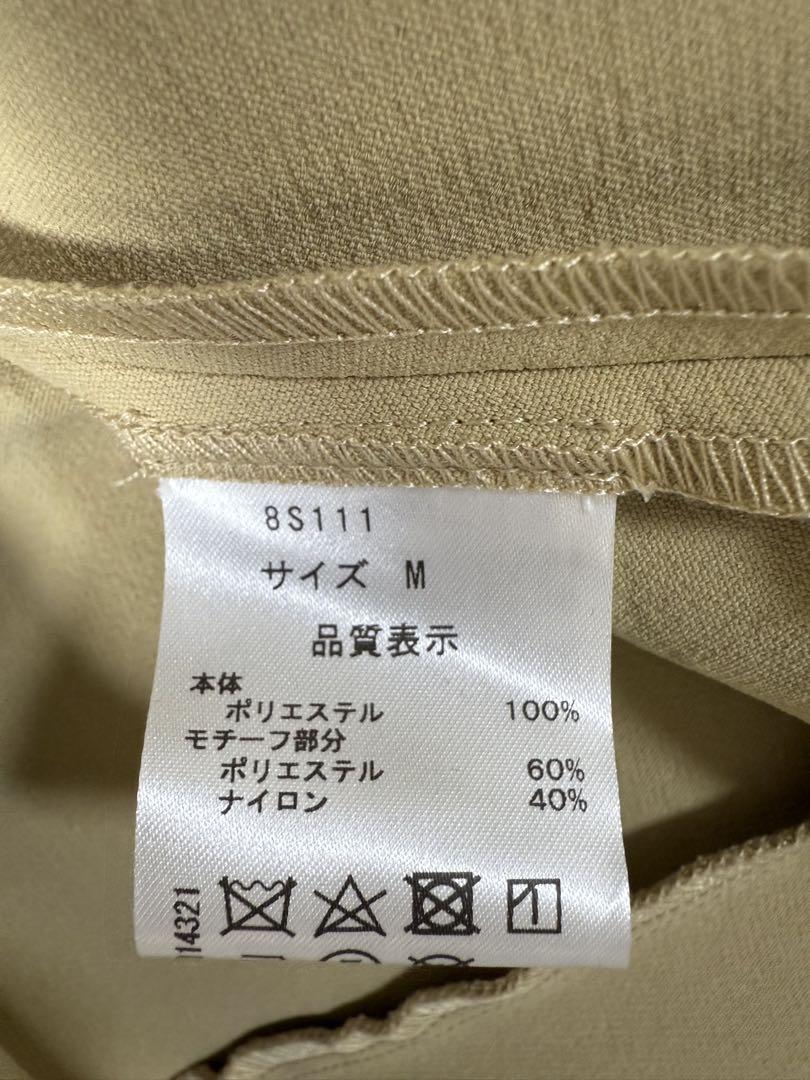 8S111
サイズ M
品質表示
本体
ポリエステル 100%
モチーフ部分
ポリエステル 60%
ナイロン 40%
14321